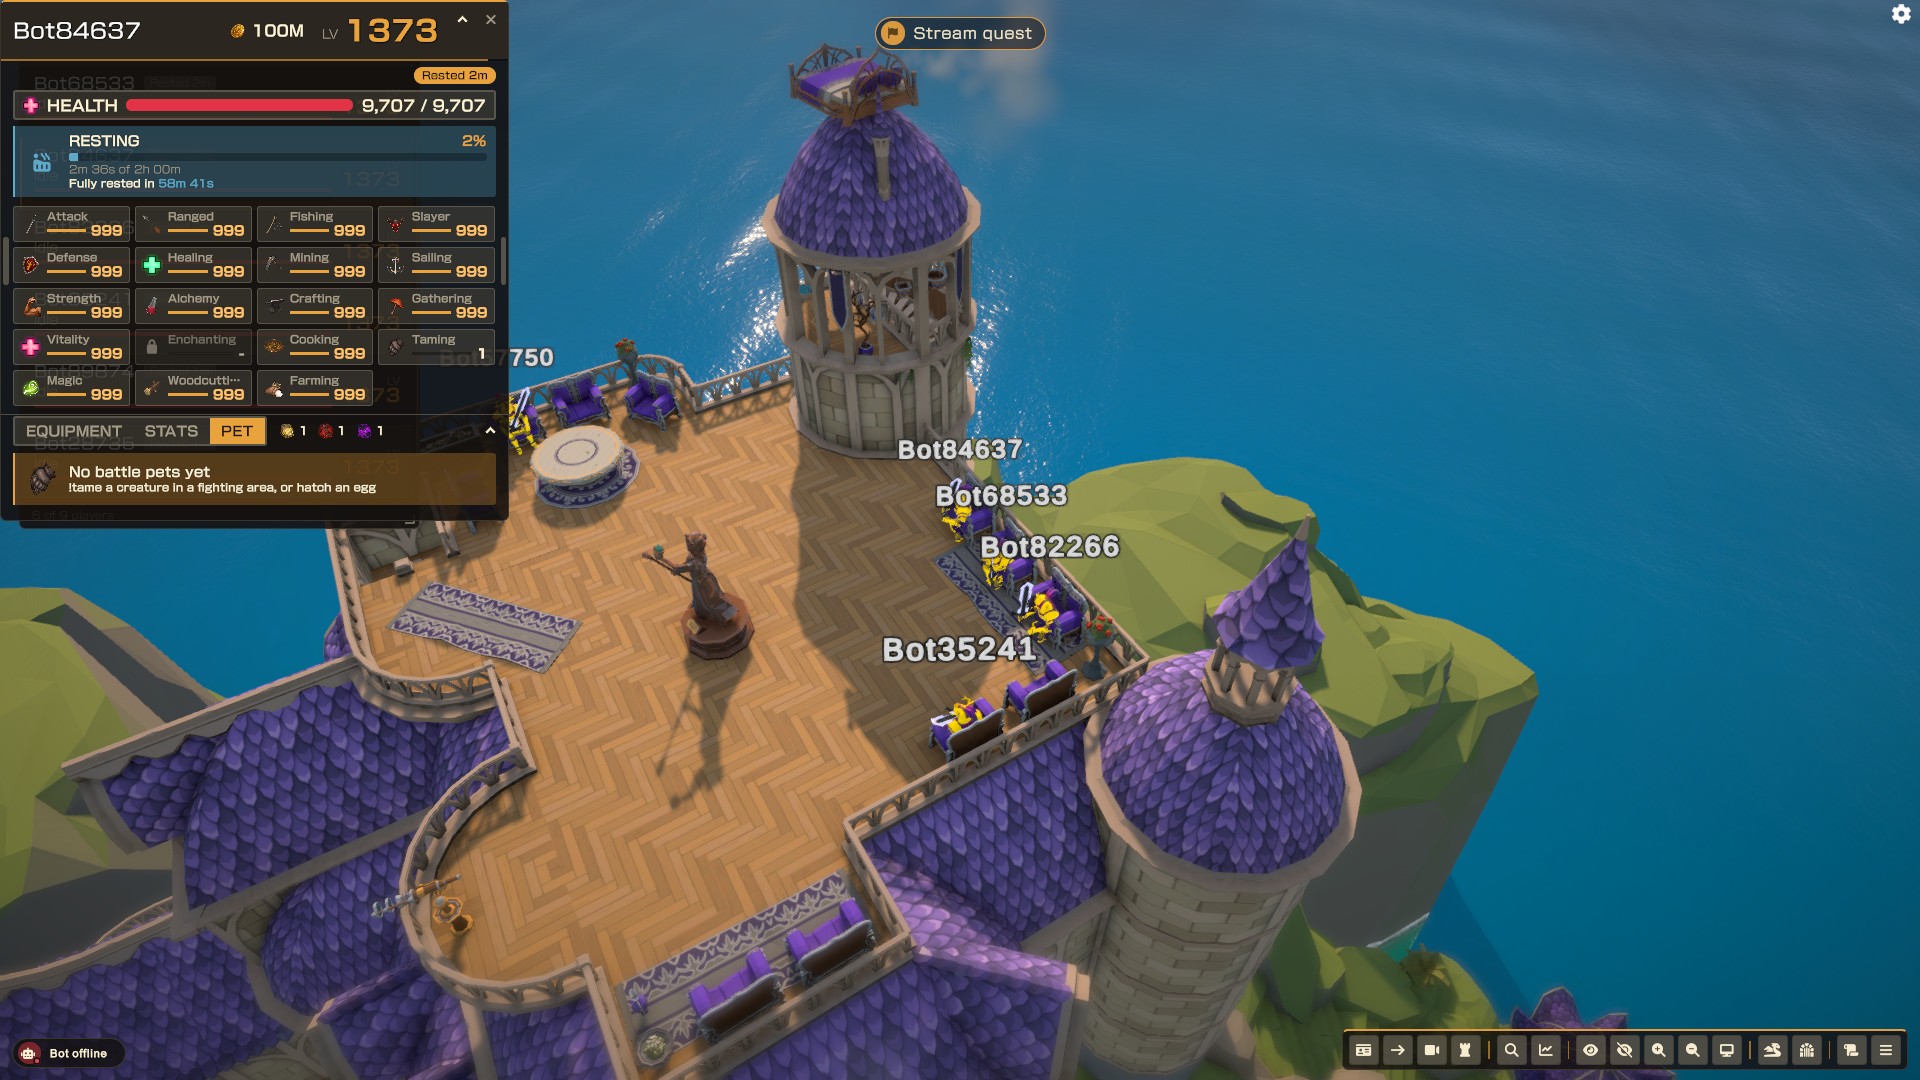 Bot84637
100M
LV 1373
Stream quest
Rested 2m
HEALTH 9,707 / 9,707
RESTING 2%
2m 36s of 2h 00m
Fully rested in 58m 41s
Attack 999
Ranged 999
Fishing 999
Slayer 999
Defense 999
Healing 999
Mining 999
Sailing 999
Strength 999
Alchemy 999
Crafting 999
Gathering 999
Vitality 999
Enchanting -
Cooking 999
Taming 1
Magic 999
Woodcutti··· 999
Farming 999
EQUIPMENT STATS PET 1 1 1
No battle pets yet
!tame a creature in a fighting area, or hatch an egg
7750
Bot84637
Bot68533
Bot82266
Bot35241
Bot offline